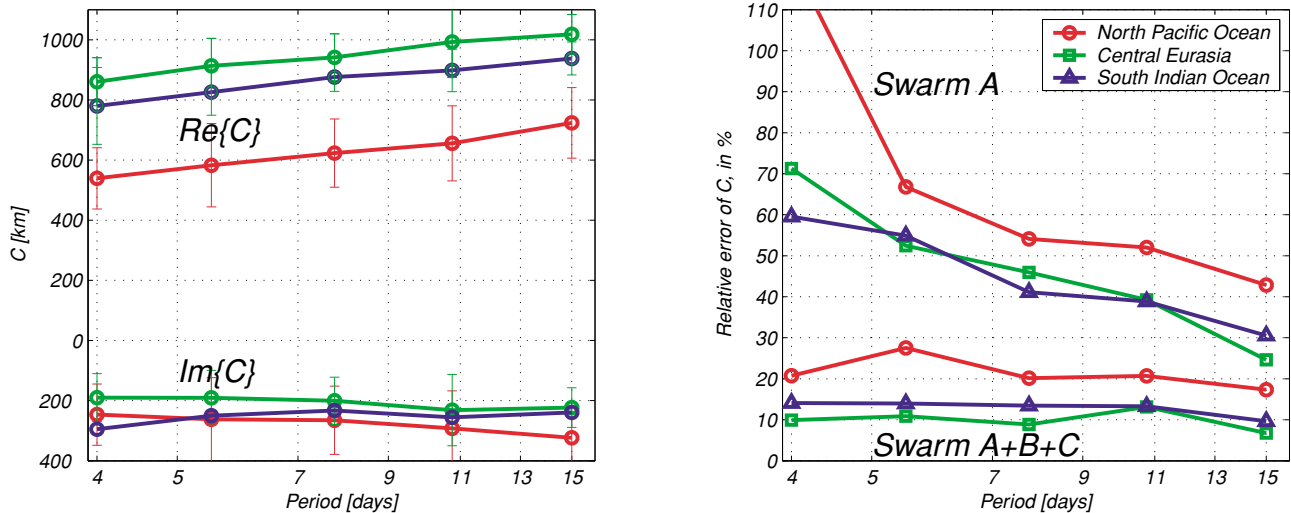 1000
800
600
400
200
0
200
400
C [km]
Re{C}
Im{C}
4 5 7 9 11 13 15
Period [days]
110
100
90
80
70
60
50
40
30
20
10
0
Relative error of C, in %
North Pacific Ocean
Central Eurasia
South Indian Ocean
Swarm A
Swarm A+B+C
4 5 7 9 11 13 15
Period [days]